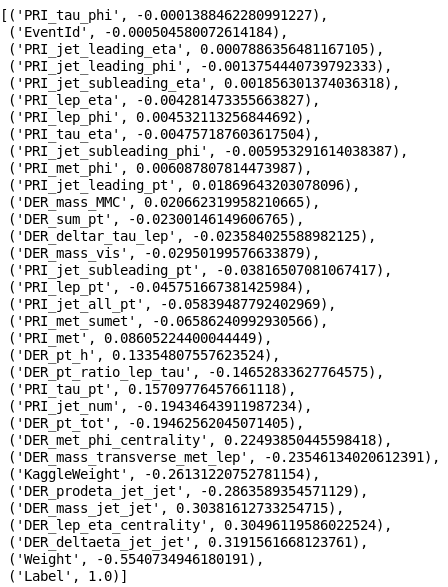 [('PRI_tau_phi', -0.0001388462280991227),
('EventId', -0.000504580072614184),
('PRI_jet_leading_eta', 0.0007886356481167105),
('PRI_jet_leading_phi', -0.0013754440739792333),
('PRI_jet_subleading_eta', 0.001856301374036318),
('PRI_lep_eta', -0.004281473355663827),
('PRI_lep_phi', 0.004532113256844692),
('PRI_tau_eta', -0.004757187603617504),
('PRI_jet_subleading_phi', -0.005953291614038387),
('PRI_met_phi', 0.006087807814473987),
('PRI_jet_leading_pt', 0.01869643203078096),
('DER_mass_MMC', 0.020662319958210665),
('DER_sum_pt', -0.02300146149606765),
('DER_deltar_tau_lep', -0.023584025588982125),
('DER_mass_vis', -0.02950199576633879),
('PRI_jet_subleading_pt', -0.03816507081067417),
('PRI_lep_pt', -0.045751667381425984),
('PRI_jet_all_pt', -0.05839487792402969),
('PRI_met_sumet', -0.06586240992930566),
('PRI_met', 0.08605224400044449),
('DER_pt_h', 0.13354807557623524),
('DER_pt_ratio_lep_tau', -0.14652833627764575),
('PRI_tau_pt', 0.15709776457661118),
('PRI_jet_num', -0.19434643911987234),
('DER_pt_tot', -0.19462562045071405),
('DER_met_phi_centrality', 0.22493850445598418),
('DER_mass_transverse_met_lep', -0.23546134020612391),
('KaggleWeight', -0.26131220752781154),
('DER_prodeta_jet_jet', -0.2863589354571129),
('DER_mass_jet_jet', 0.30381612733254715),
('DER_lep_eta_centrality', 0.30496119586022524),
('DER_deltaeta_jet_jet', 0.3191561668123761),
('Weight', -0.5540734946180191),
('Label', 1.0)]